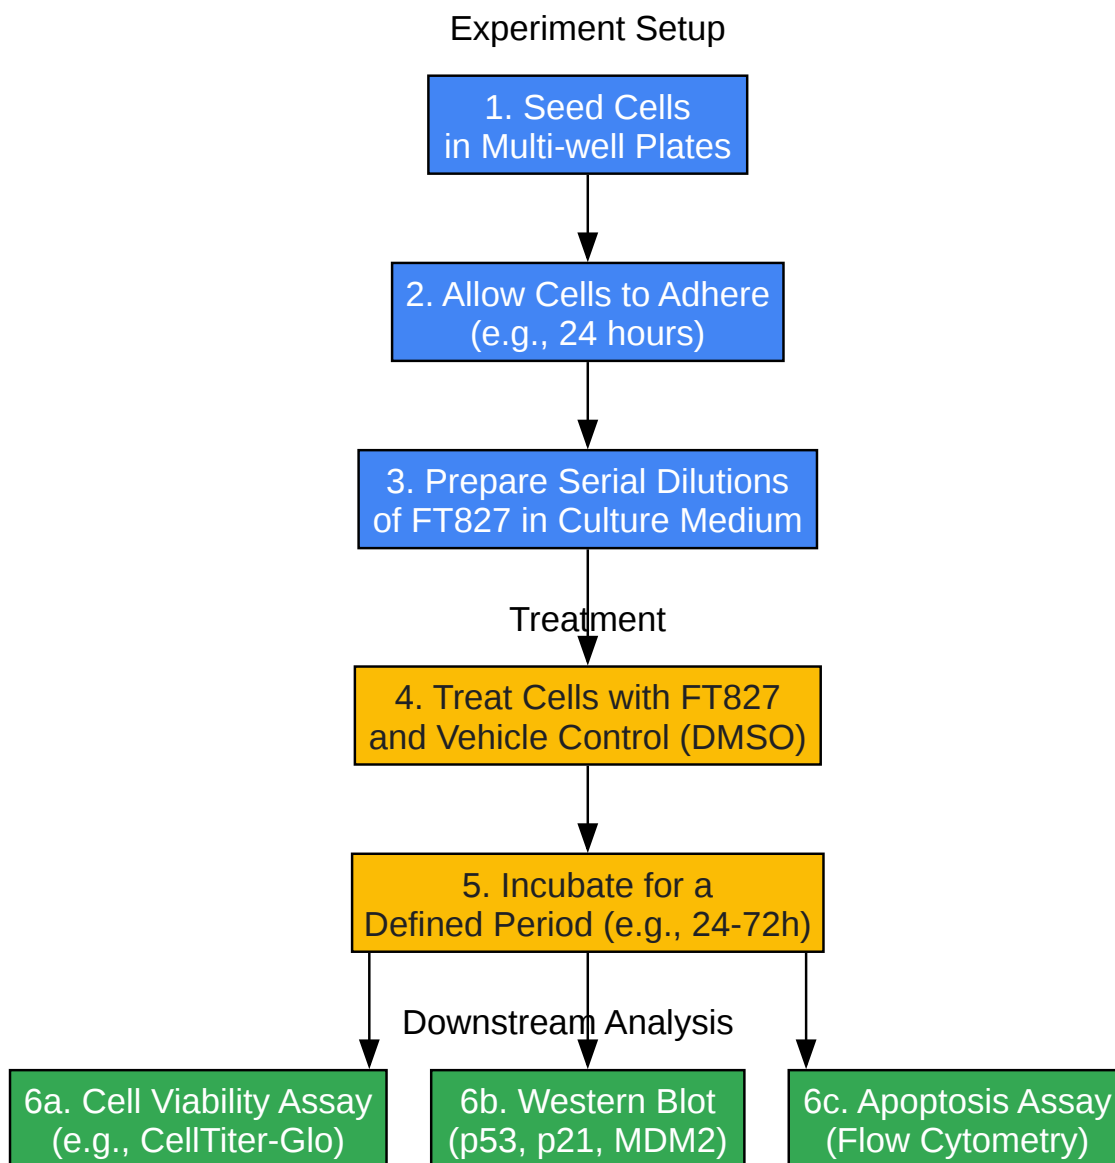 Experiment Setup
1. Seed Cells
in Multi-well Plates
2. Allow Cells to Adhere
(e.g., 24 hours)
3. Prepare Serial Dilutions
of FT827 in Culture Medium
Treatment
4. Treat Cells with FT827
and Vehicle Control (DMSO)
5. Incubate for a
Defined Period (e.g., 24-72h)
Downstream Analysis
6a. Cell Viability Assay
(e.g., CellTiter-Glo)
6b. Western Blot
(p53, p21, MDM2)
6c. Apoptosis Assay
(Flow Cytometry)